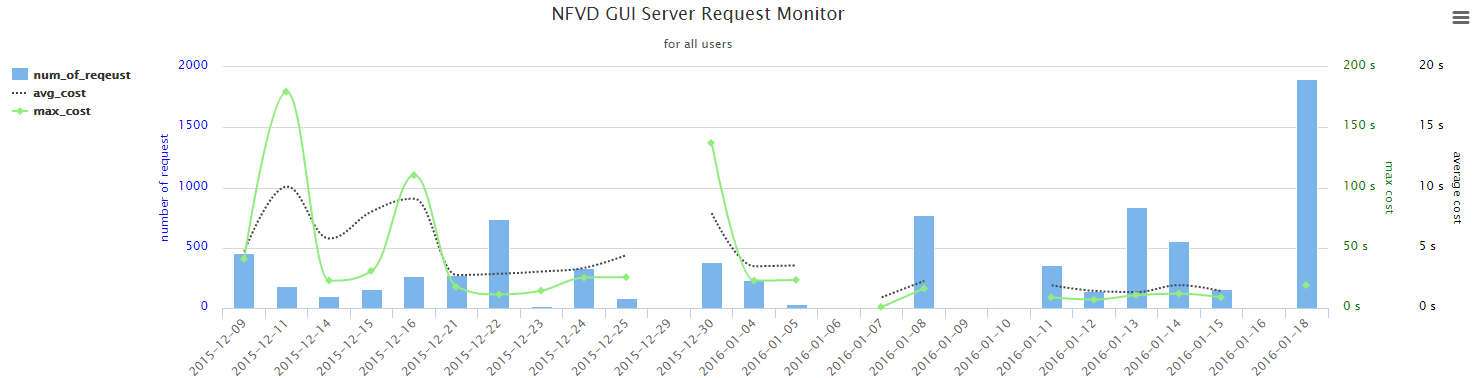 NFVD GUI Server Request Monitor
for all users
num_of_reqeust
avg_cost
max_cost
number of request
2000
1500
1000
500
0
200 s
150 s
100 s
50 s
0 s
max cost
20 s
15 s
10 s
5 s
0 s
average cost
2015-12-09
2015-12-11
2015-12-14
2015-12-15
2015-12-16
2015-12-21
2015-12-22
2015-12-23
2015-12-24
2015-12-25
2015-12-29
2015-12-30
2016-01-04
2016-01-05
2016-01-06
2016-01-07
2016-01-08
2016-01-09
2016-01-10
2016-01-11
2016-01-12
2016-01-13
2016-01-14
2016-01-15
2016-01-16
2016-01-18